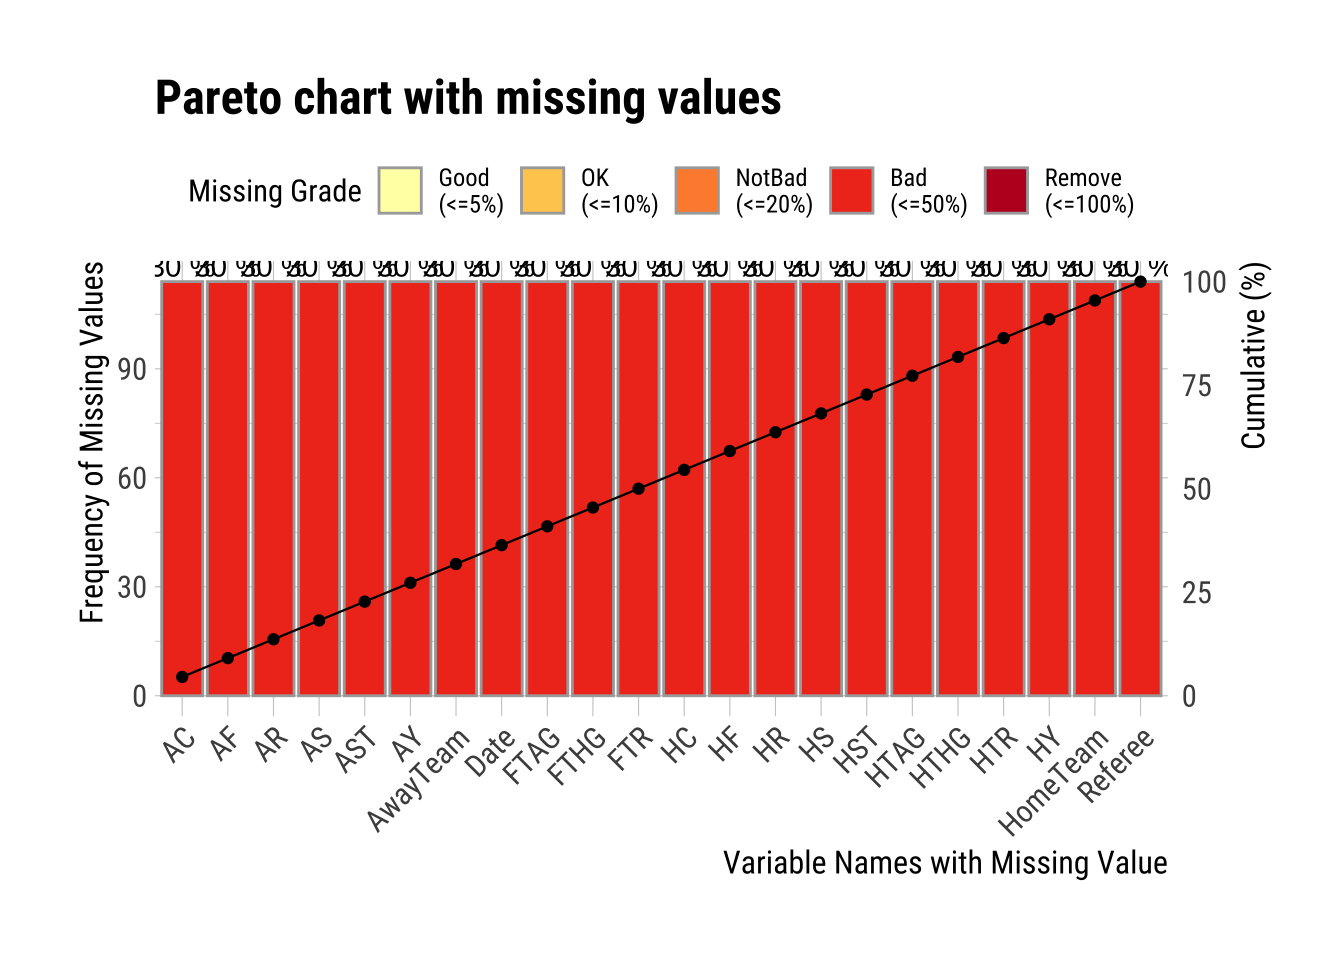 Pareto chart with missing values
Missing Grade
Good
(<=5%)
OK
(<=10%)
NotBad
(<=20%)
Bad
(<=50%)
Remove
(<=100%)
Frequency of Missing Values
90
60
30
0
100
75
50
25
0
Cumulative (%)
AC
AF
AR
AS
AST
AY
AwayTeam
Date
FTAG
FTHG
FTR
HC
HF
HR
HS
HST
HTAG
HTHG
HTR
HY
HomeTeam
Referee
Variable Names with Missing Value